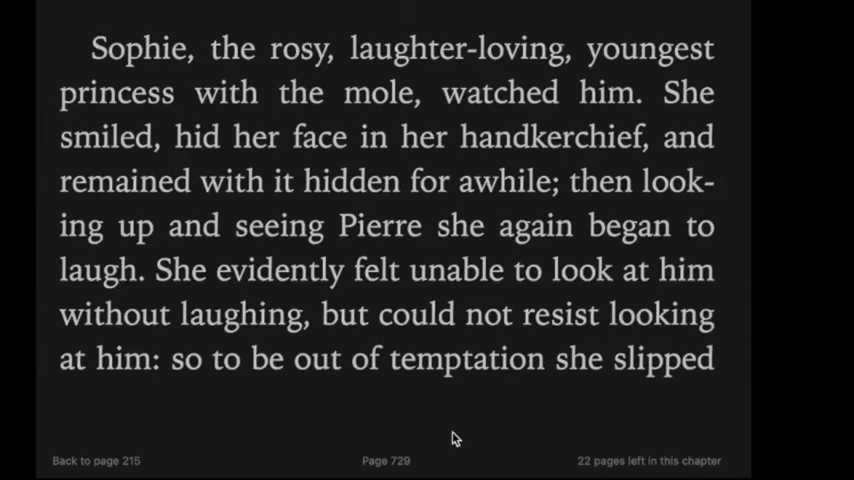 Sophie, the rosy, laughter-loving, youngest
princess with the mole, watched him. She
smiled, hid her face in her handkerchief, and
remained with it hidden for awhile; then look-
ing up and seeing Pierre she again began to
laugh. She evidently felt unable to look at him
without laughing, but could not resist looking
at him: so to be out of temptation she slipped
Back to page 215
Page 729
22 pages left in this chapter